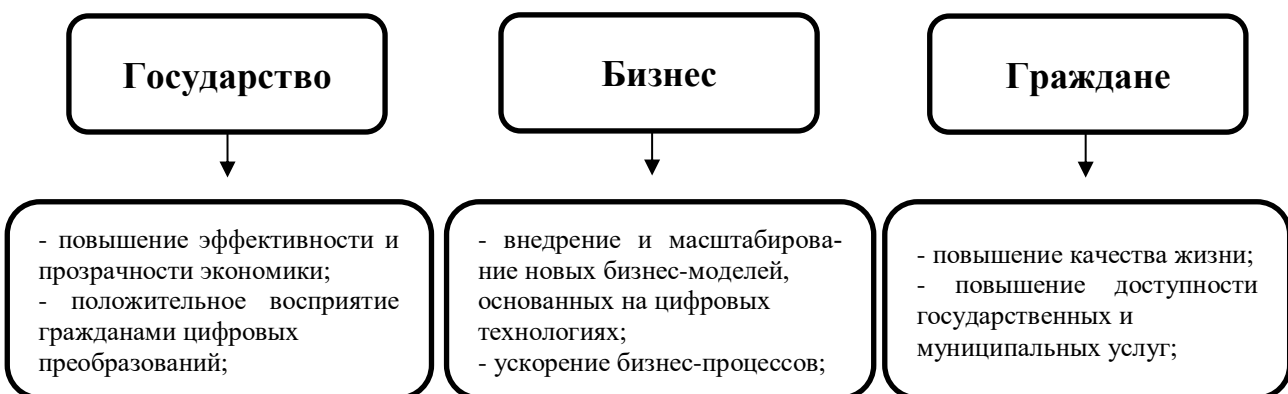 Государство
Бизнес
Граждане
- повышение эффективности и
прозрачности экономики;
- положительное восприятие
гражданами цифровых
преобразований;
- внедрение и масштабирова-
ние новых бизнес-моделей,
основанных на цифровых
технологиях;
- ускорение бизнес-процессов;
- повышение качества жизни;
- повышение доступности
государственных и
муниципальных услуг;